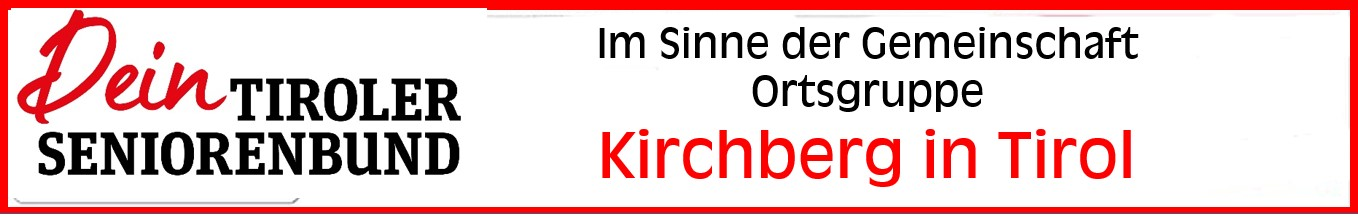 Dein TIROLER
SENIORENBUND
Im Sinne der Gemeinschaft
Ortsgruppe
Kirchberg in Tirol